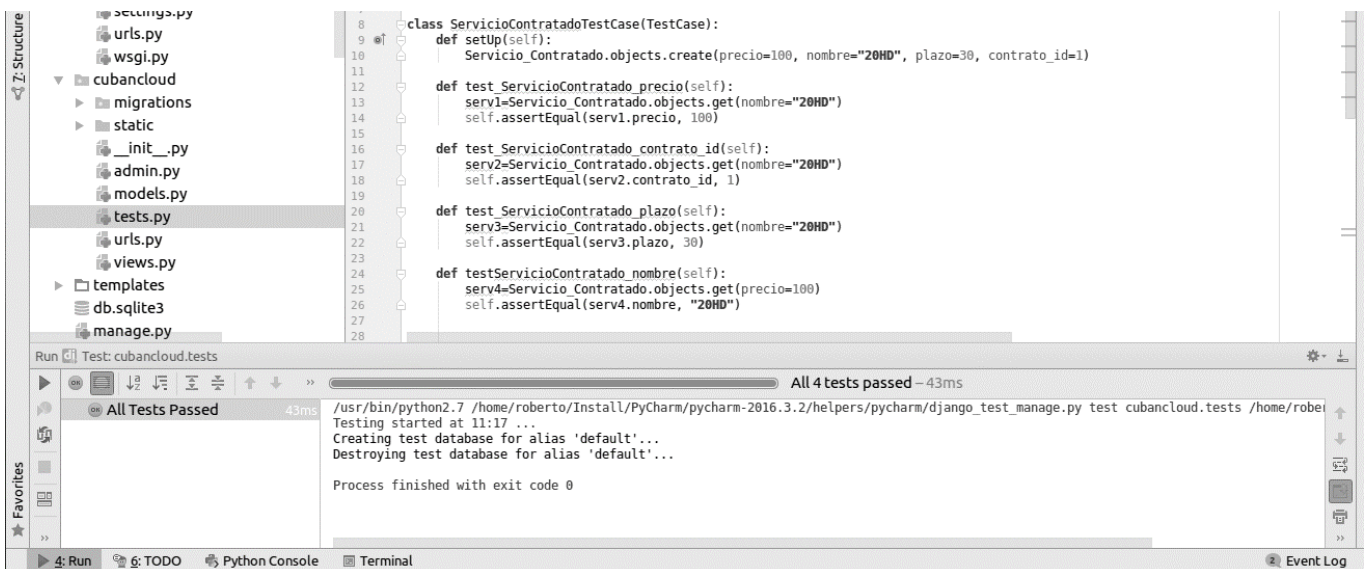 7: Structure
settings.py
urls.py
wsgi.py
cubancloud
migrations
static
__init__.py
admin.py
models.py
tests.py
urls.py
views.py
templates
db.sqlite3
manage.py
8 class ServicioContratadoTestCase(TestCase):
9 def setUp(self):
10 Servicio_Contratado.objects.create(precio=100, nombre="20HD", plazo=30, contrato_id=1)
11
12 def test_ServicioContratado_precio(self):
13 serv1=Servicio_Contratado.objects.get(nombre="20HD")
14 self.assertEqual(serv1.precio, 100)
15
16 def test_ServicioContratado_contrato_id(self):
17 serv2=Servicio_Contratado.objects.get(nombre="20HD")
18 self.assertEqual(serv2.contrato_id, 1)
19
20 def test_ServicioContratado_plazo(self):
21 serv3=Servicio_Contratado.objects.get(nombre="20HD")
22 self.assertEqual(serv3.plazo, 30)
23
24 def testServicioContratado_nombre(self):
25 serv4=Servicio_Contratado.objects.get(precio=100)
26 self.assertEqual(serv4.nombre, "20HD")
27
28
Run dj Test: cubancloud.tests
All 4 tests passed – 43ms
OK All Tests Passed 43ms
/usr/bin/python2.7 /home/roberto/Install/PyCharm/pycharm-2016.3.2/helpers/pycharm/django_test_manage.py test cubancloud.tests /home/rober
Testing started at 11:17 ...
Creating test database for alias 'default'...
Destroying test database for alias 'default'...
Process finished with exit code 0
Favorites
4: Run 6: TODO Python Console Terminal 2 Event Log